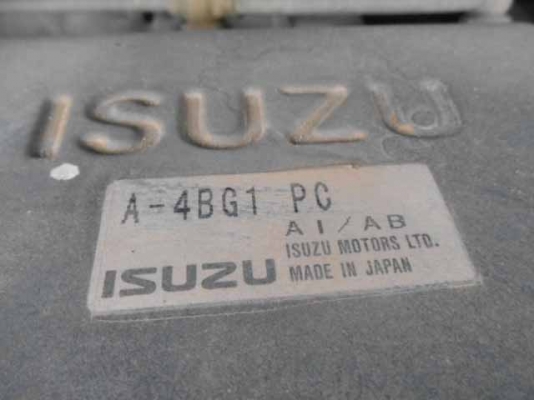 ISUZU
A-4BG1 PC
AI/AB
ISUZU MOTORS LTD.
ISUZU MADE IN JAPAN